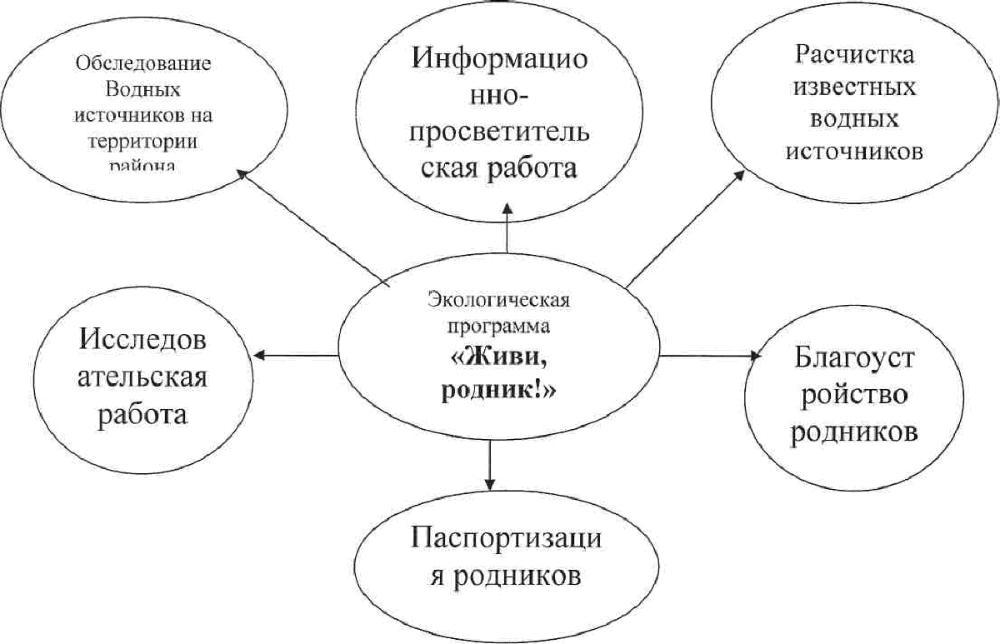 Обследование
Водных
источников на
территории
района
Информацио
нно-
просветитель
ская работа
Расчистка
известных
водных
источников
Экологическая
программа
«Живи,
родник!»
Исследов
ательская
работа
Благоуст
ройство
родников
Паспортизаци
я родников